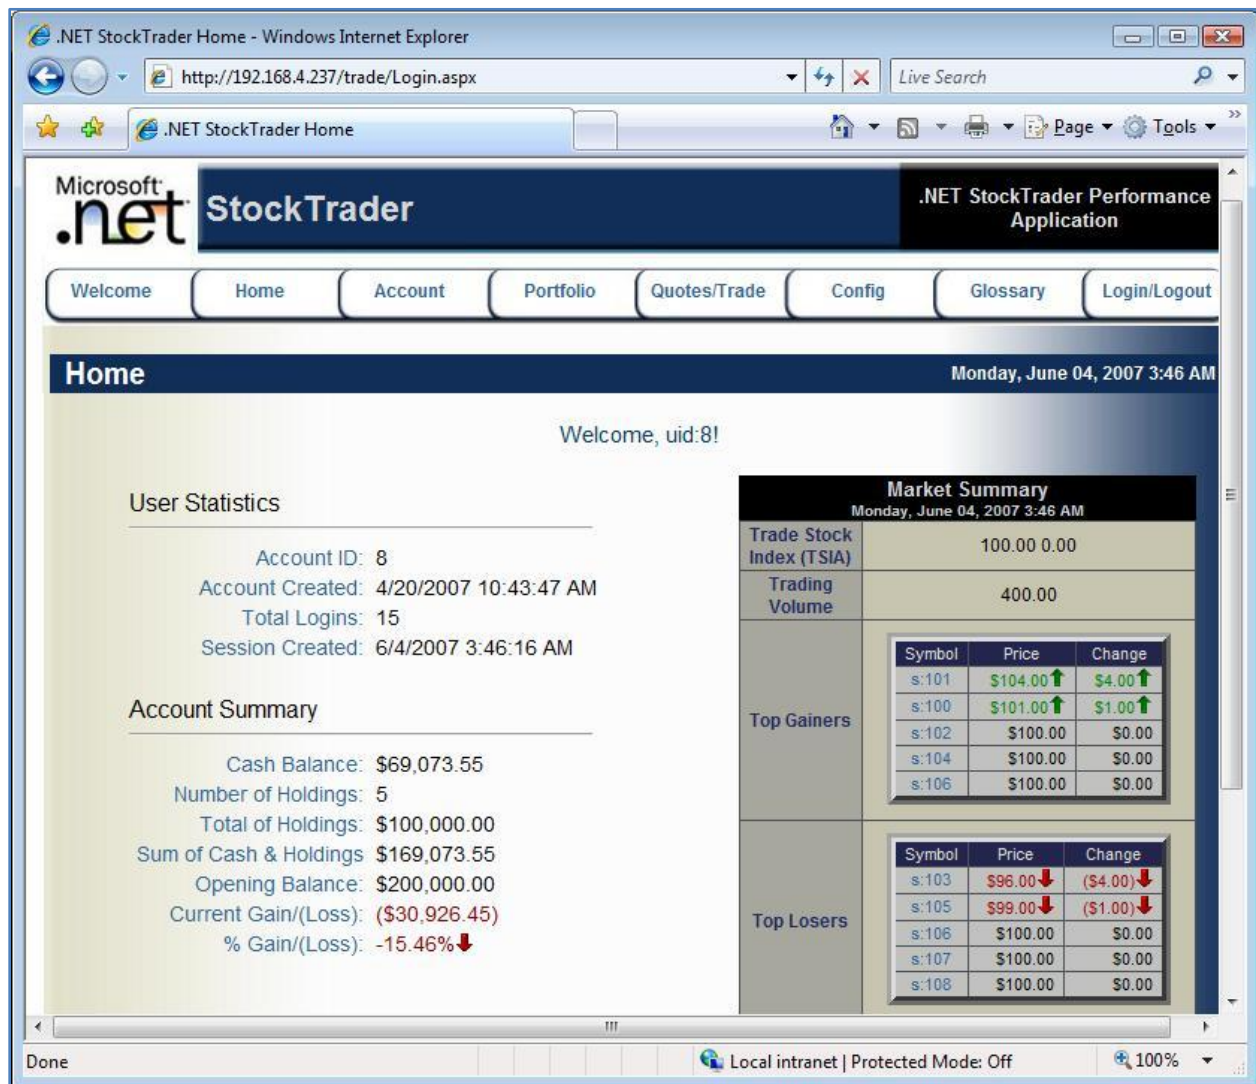 .NET StockTrader Home - Windows Internet Explorer
http://192.168.4.237/trade/Login.aspx
Live Search
.NET StockTrader Home
Page
Tools
Microsoft
.net
StockTrader
.NET StockTrader Performance
Application
Welcome Home Account Portfolio Quotes/Trade Config Glossary Login/Logout
Home
Monday, June 04, 2007 3:46 AM
Welcome, uid:8!
User Statistics
Account ID: 8
Account Created: 4/20/2007 10:43:47 AM
Total Logins: 15
Session Created: 6/4/2007 3:46:16 AM
Account Summary
Cash Balance: $69,073.55
Number of Holdings: 5
Total of Holdings: $100,000.00
Sum of Cash & Holdings $169,073.55
Opening Balance: $200,000.00
Current Gain/(Loss): ($30,926.45)
% Gain/(Loss): -15.46%
Market Summary
Monday, June 04, 2007 3:46 AM
Trade Stock
Index (TSIA)
100.00 0.00
Trading
Volume
400.00
Top Gainers
Symbol Price Change
s:101 $104.00 $4.00
s:100 $101.00 $1.00
s:102 $100.00 $0.00
s:104 $100.00 $0.00
s:106 $100.00 $0.00
Top Losers
Symbol Price Change
s:103 $96.00 ($4.00)
s:105 $99.00 ($1.00)
s:106 $100.00 $0.00
s:107 $100.00 $0.00
s:108 $100.00 $0.00
Done
Local intranet | Protected Mode: Off
100%